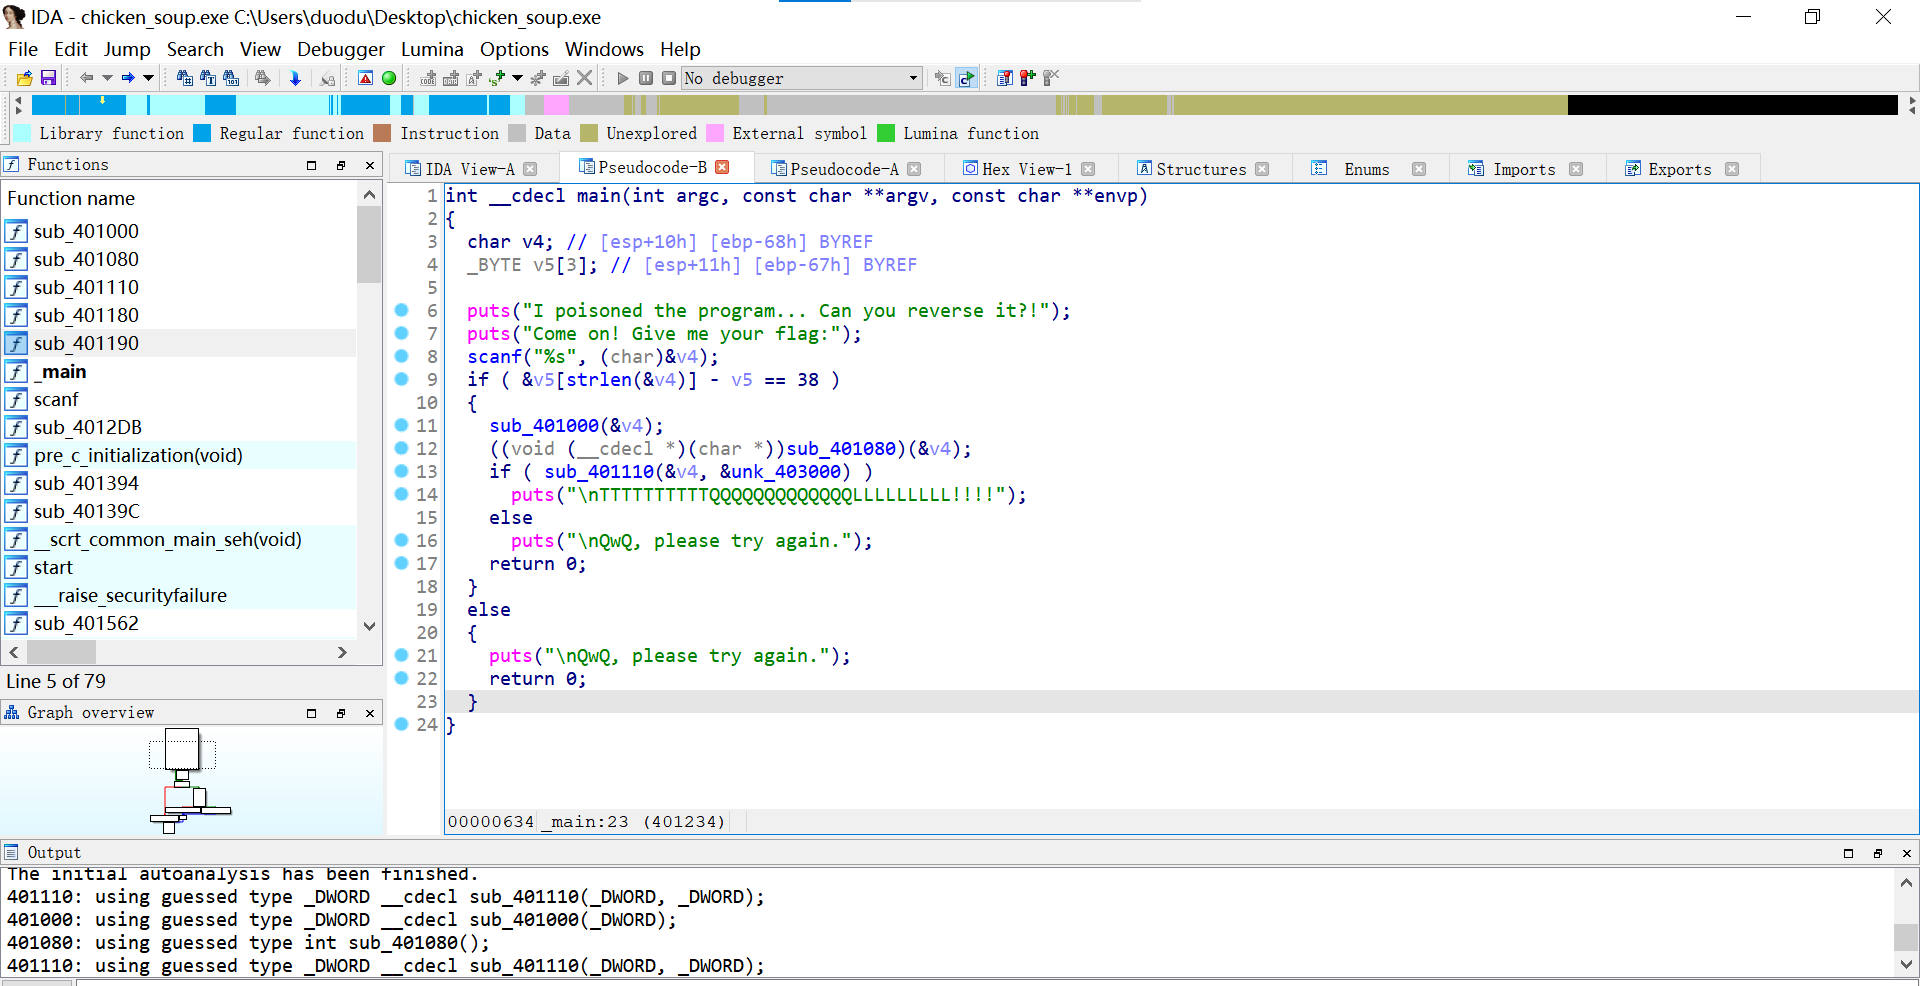 IDA - chicken_soup.exe C:\Users\duodu\Desktop\chicken_soup.exe
File Edit Jump Search View Debugger Lumina Options Windows Help
No debugger
Library function Regular function Instruction Data Unexplored External symbol Lumina function
Functions
IDA View-A Pseudocode-B Pseudocode-A Hex View-1 Structures Enums Imports Exports
Function name
sub_401000
sub_401080
sub_401110
sub_401180
sub_401190
_main
scanf
sub_4012DB
pre_c_initialization(void)
sub_401394
sub_40139C
__scrt_common_main_seh(void)
start
___raise_securityfailure
sub_401562
Line 5 of 79
Graph overview
1 int __cdecl main(int argc, const char **argv, const char **envp)
2 {
3 char v4; // [esp+10h] [ebp-68h] BYREF
4 _BYTE v5[3]; // [esp+11h] [ebp-67h] BYREF
5
6 puts("I poisoned the program... Can you reverse it?!");
7 puts("Come on! Give me your flag:");
8 scanf("%s", (char)&v4);
9 if ( &v5[strlen(&v4)] - v5 == 38 )
10 {
11 sub_401000(&v4);
12 ((void (__cdecl *)(char *))sub_401080)(&v4);
13 if ( sub_401110(&v4, &unk_403000) )
14 puts("\nTTTTTTTTTTQQQQQQQQQQQQQLLLLLLLLL!!!!");
15 else
16 puts("\nQwQ, please try again.");
17 return 0;
18 }
19 else
20 {
21 puts("\nQwQ, please try again.");
22 return 0;
23 }
24 }
00000634 _main:23 (401234)
Output
The initial autoanalysis has been finished.
401110: using guessed type _DWORD __cdecl sub_401110(_DWORD, _DWORD);
401000: using guessed type _DWORD __cdecl sub_401000(_DWORD);
401080: using guessed type int sub_401080();
401110: using guessed type _DWORD __cdecl sub_401110(_DWORD, _DWORD);